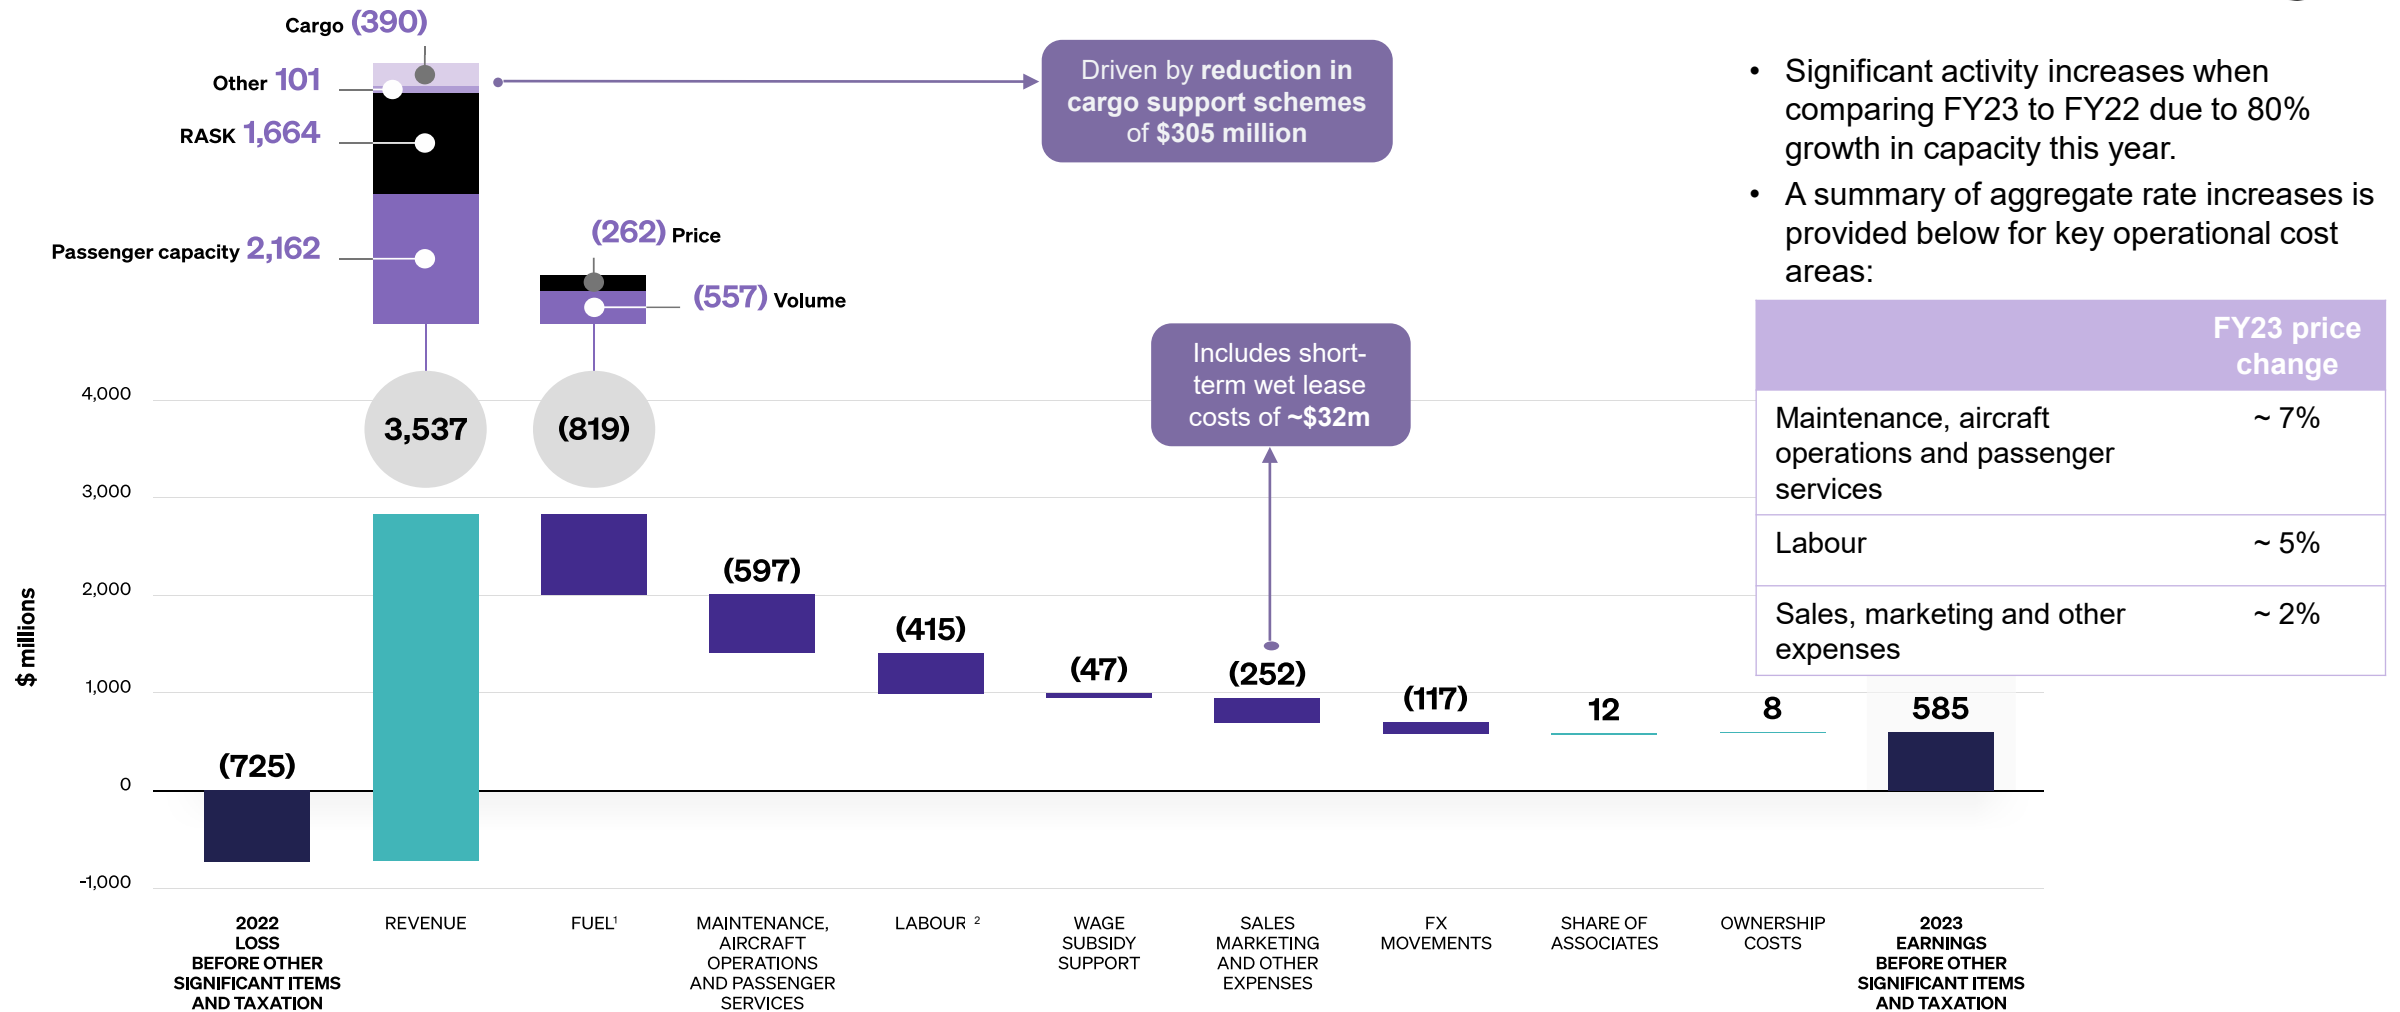 Cargo (390)
Other 101
RASK 1,664
Passenger capacity 2,162
(262) Price
(557) Volume
Driven by reduction in
cargo support schemes
of $305 million
Includes short-
term wet lease
costs of ~$32m
• Significant activity increases when
comparing FY23 to FY22 due to 80%
growth in capacity this year.
• A summary of aggregate rate increases is
provided below for key operational cost
areas:
FY23 price
change
Maintenance, aircraft ~ 7%
operations and passenger
services
Labour ~ 5%
Sales, marketing and other ~ 2%
expenses
$ millions
4,000
3,000
2,000
1,000
0
-1,000
(725)
3,537
(819)
(597)
(415)
(47)
(252)
(117)
12
8
585
2022
LOSS
BEFORE OTHER
SIGNIFICANT ITEMS
AND TAXATION
REVENUE
FUEL¹
MAINTENANCE,
AIRCRAFT
OPERATIONS
AND PASSENGER
SERVICES
LABOUR ²
WAGE
SUBSIDY
SUPPORT
SALES
MARKETING
AND OTHER
EXPENSES
FX
MOVEMENTS
SHARE OF
ASSOCIATES
OWNERSHIP
COSTS
2023
EARNINGS
BEFORE OTHER
SIGNIFICANT ITEMS
AND TAXATION